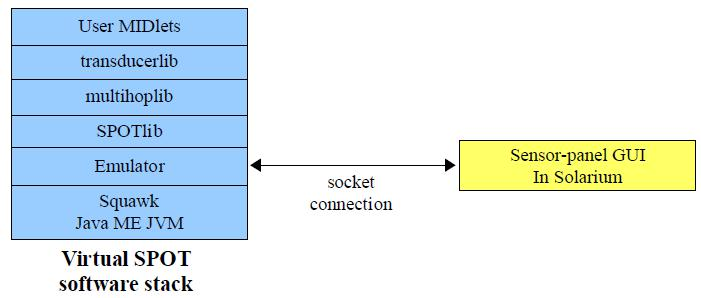 User MIDlets
transducerlib
multihoplib
SPOTlib
Emulator
Squawk
Java ME JVM
Virtual SPOT
software stack
socket
connection
Sensor-panel GUI
In Solarium